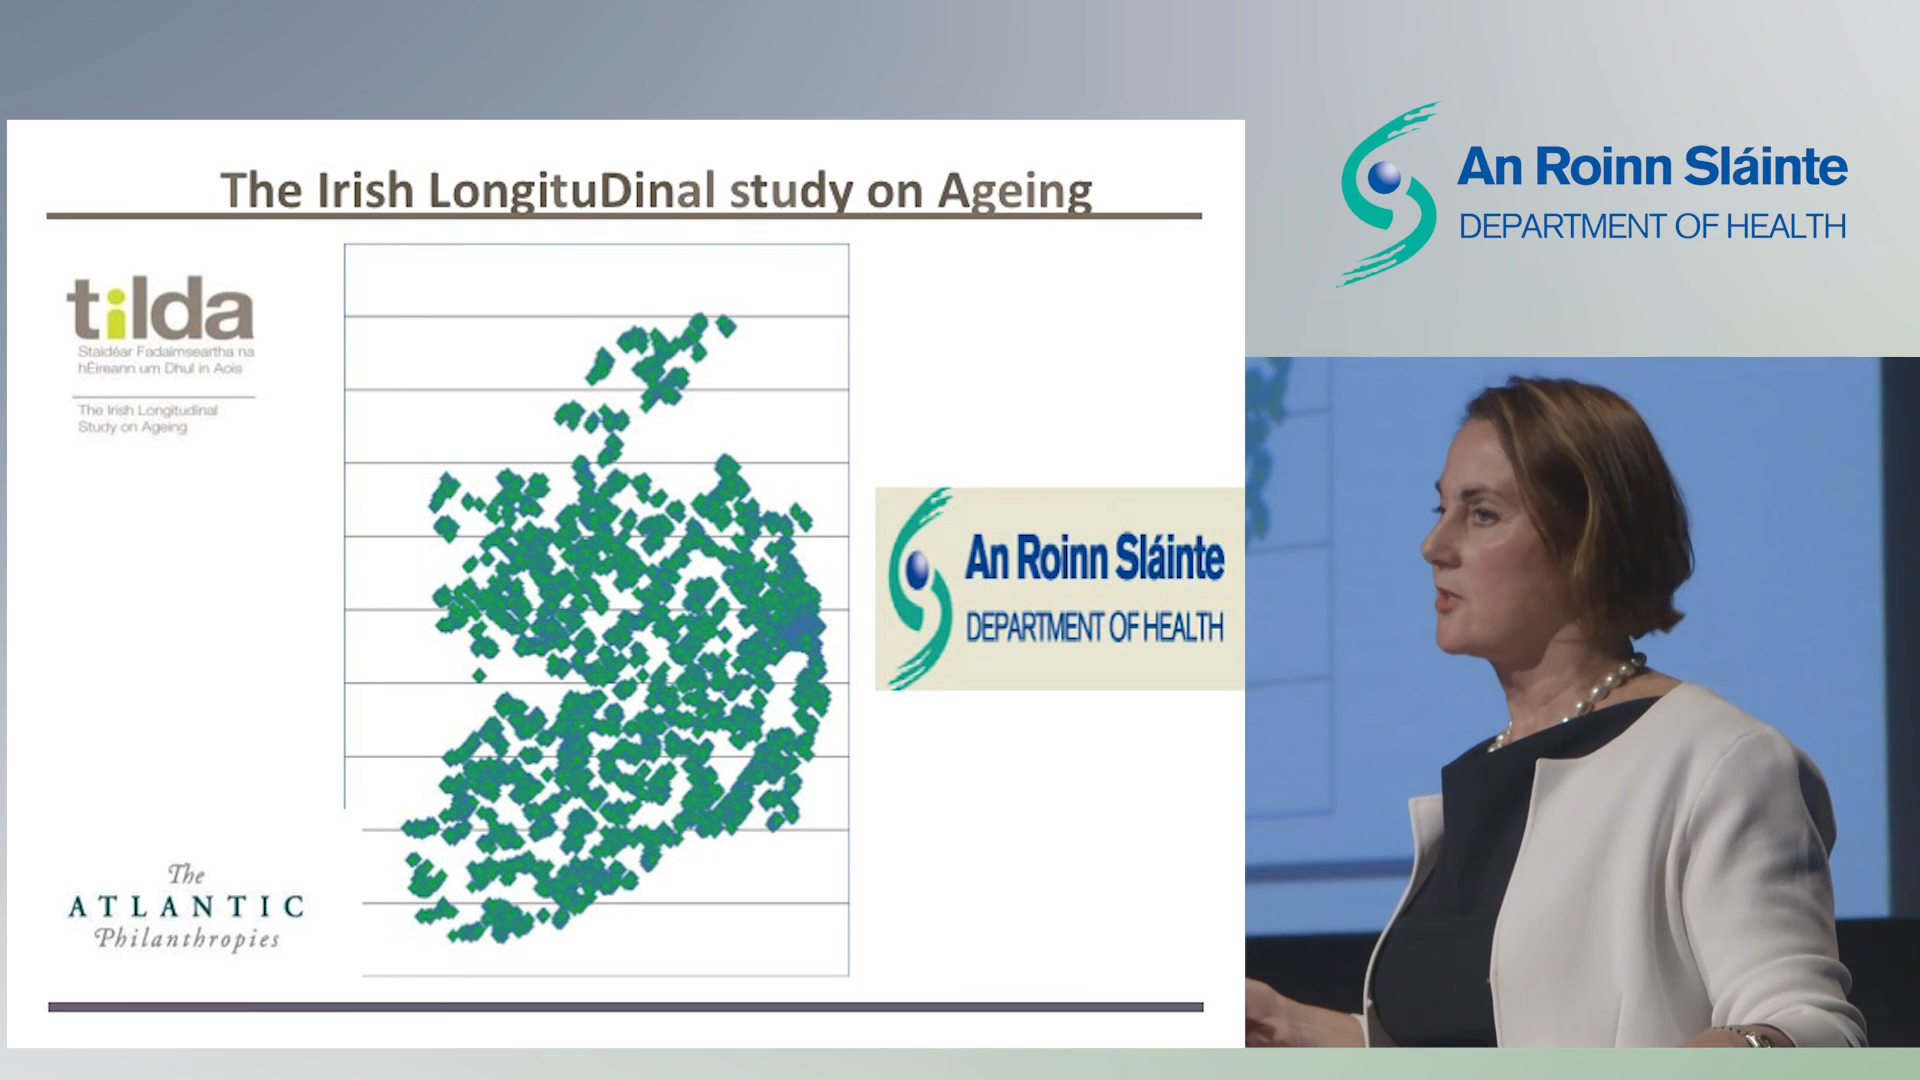 The Irish LongituDinal study on Ageing
tilda
Staidéar Fadaimseartha na
hÉireann um Dhul in Aois
The Irish Longitudinal
Study on Ageing
The
ATLANTIC
Philanthropies
An Roinn Sláinte
DEPARTMENT OF HEALTH
An Roinn Sláinte
DEPARTMENT OF HEALTH